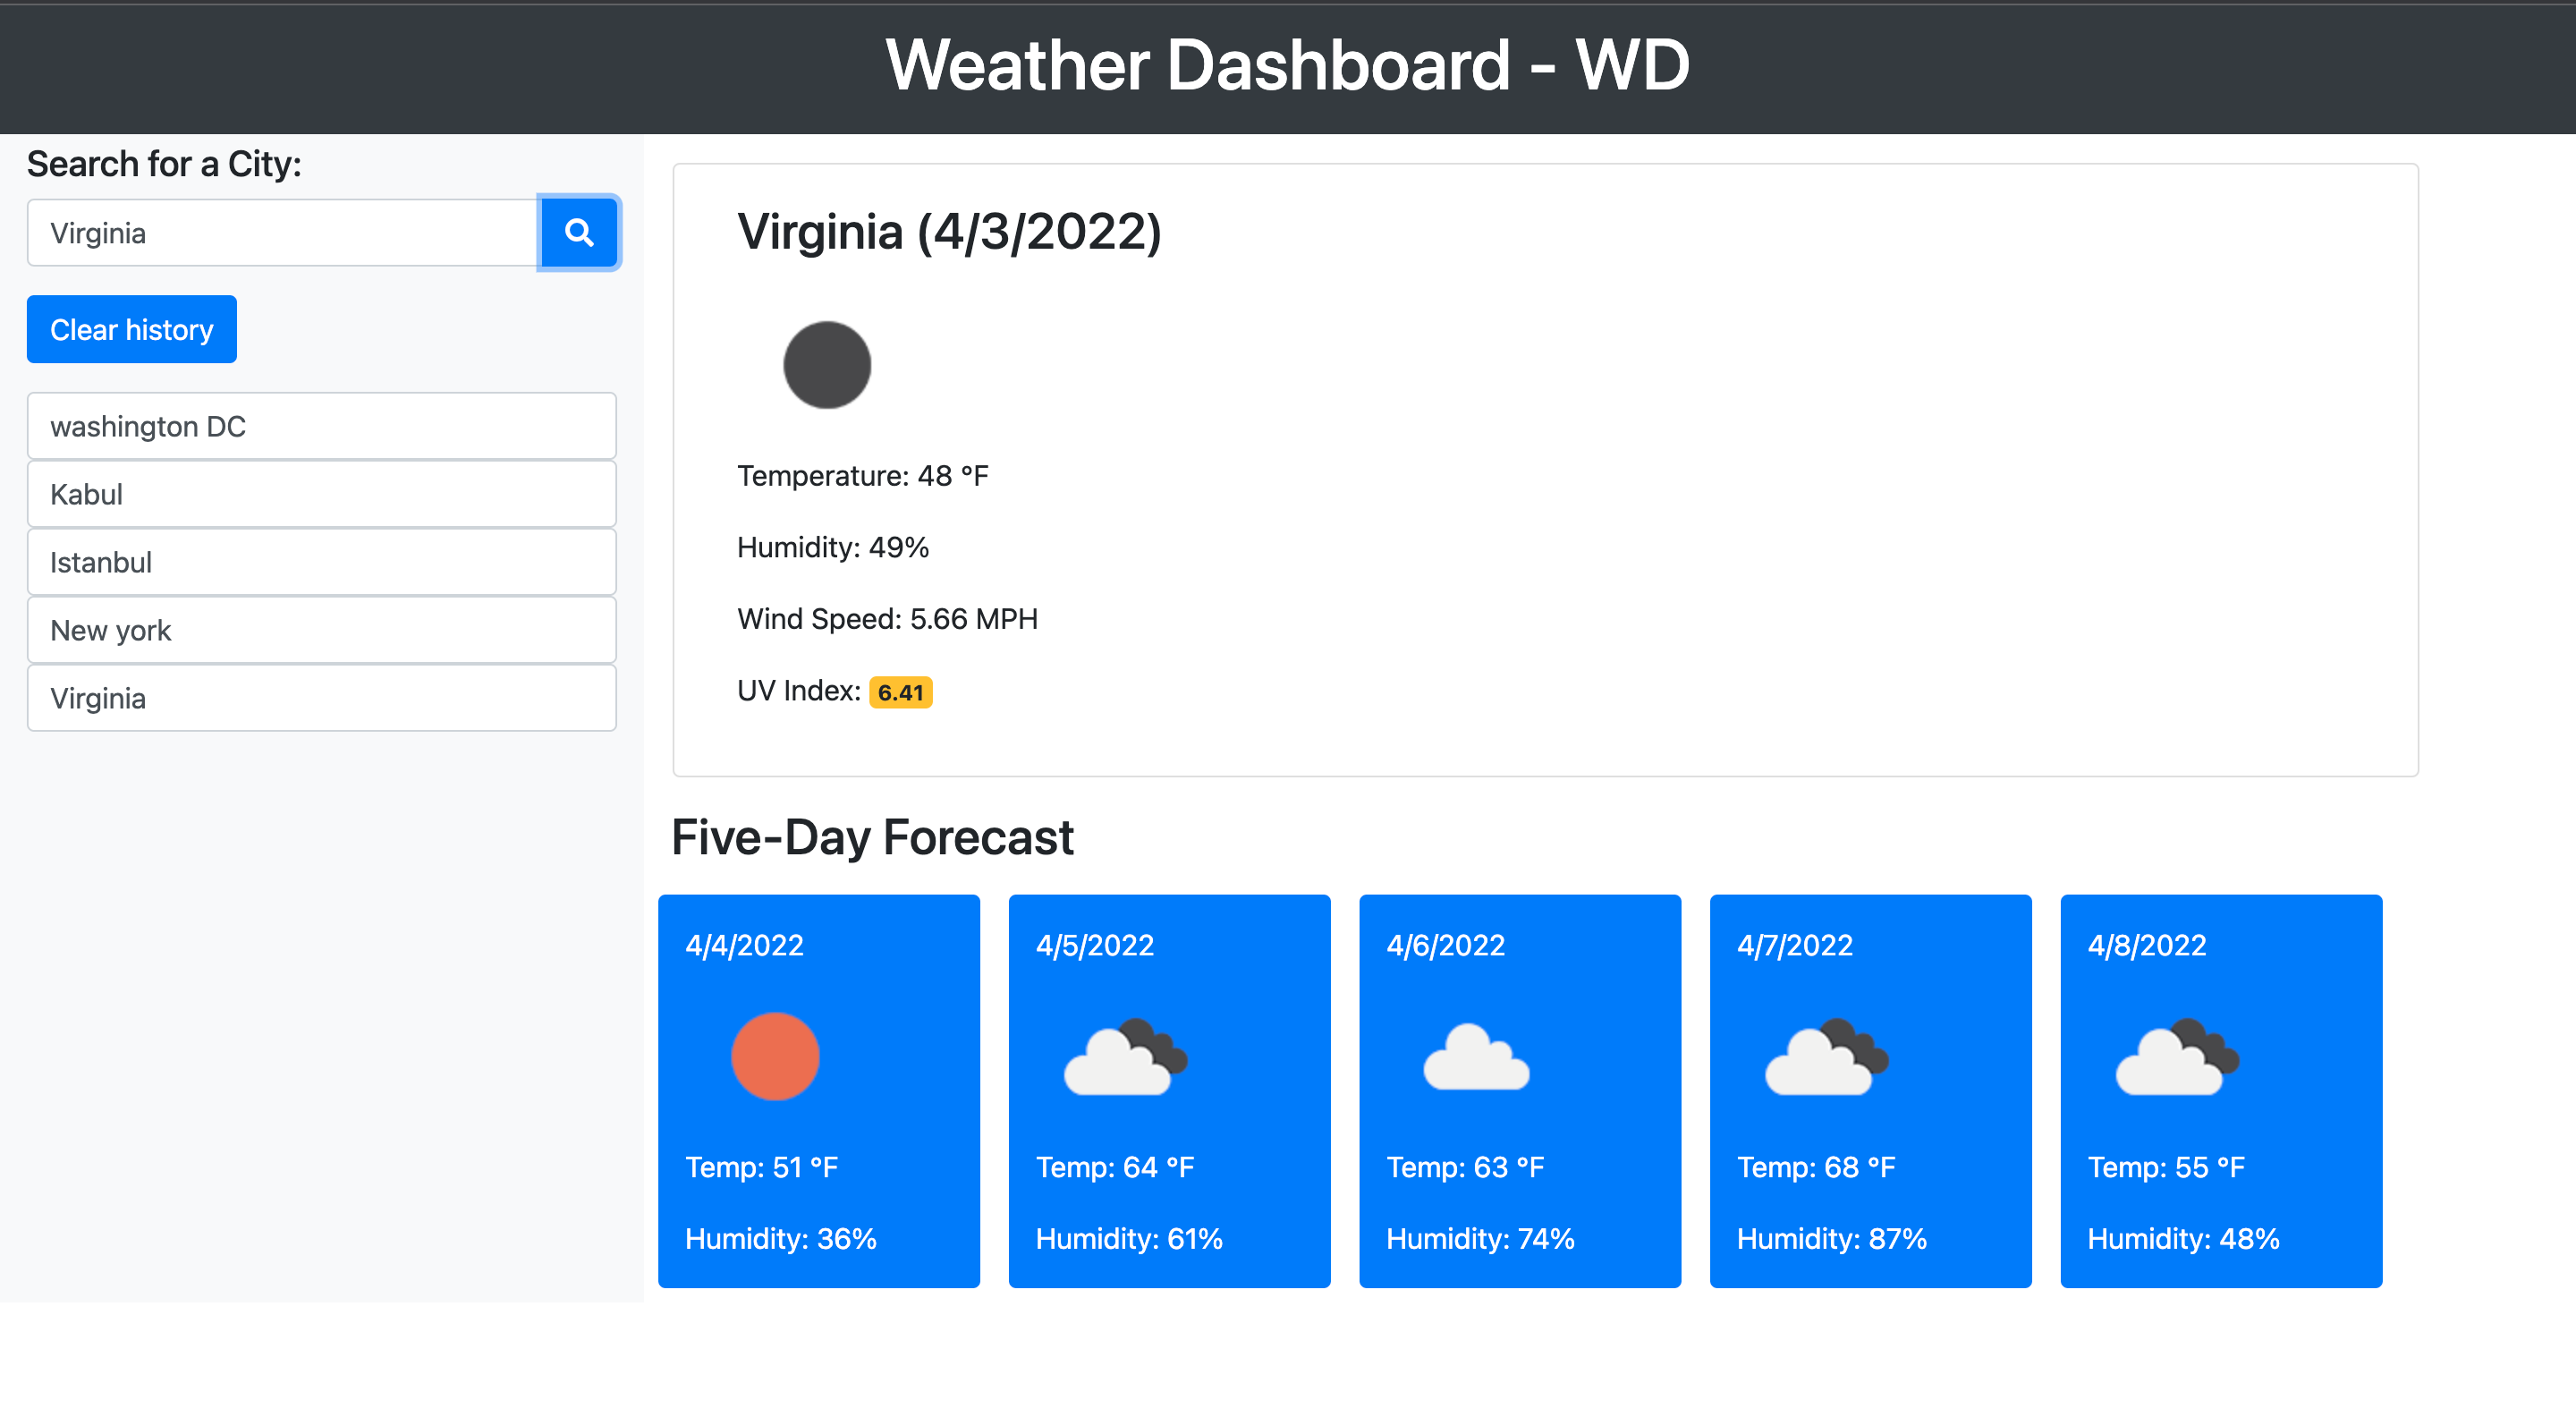 Weather Dashboard - WD
Search for a City:
Virginia
Clear history
washington DC
Kabul
Istanbul
New york
Virginia
Virginia (4/3/2022)
Temperature: 48 °F
Humidity: 49%
Wind Speed: 5.66 MPH
UV Index: 6.41
Five-Day Forecast
4/4/2022
Temp: 51 °F
Humidity: 36%
4/5/2022
Temp: 64 °F
Humidity: 61%
4/6/2022
Temp: 63 °F
Humidity: 74%
4/7/2022
Temp: 68 °F
Humidity: 87%
4/8/2022
Temp: 55 °F
Humidity: 48%